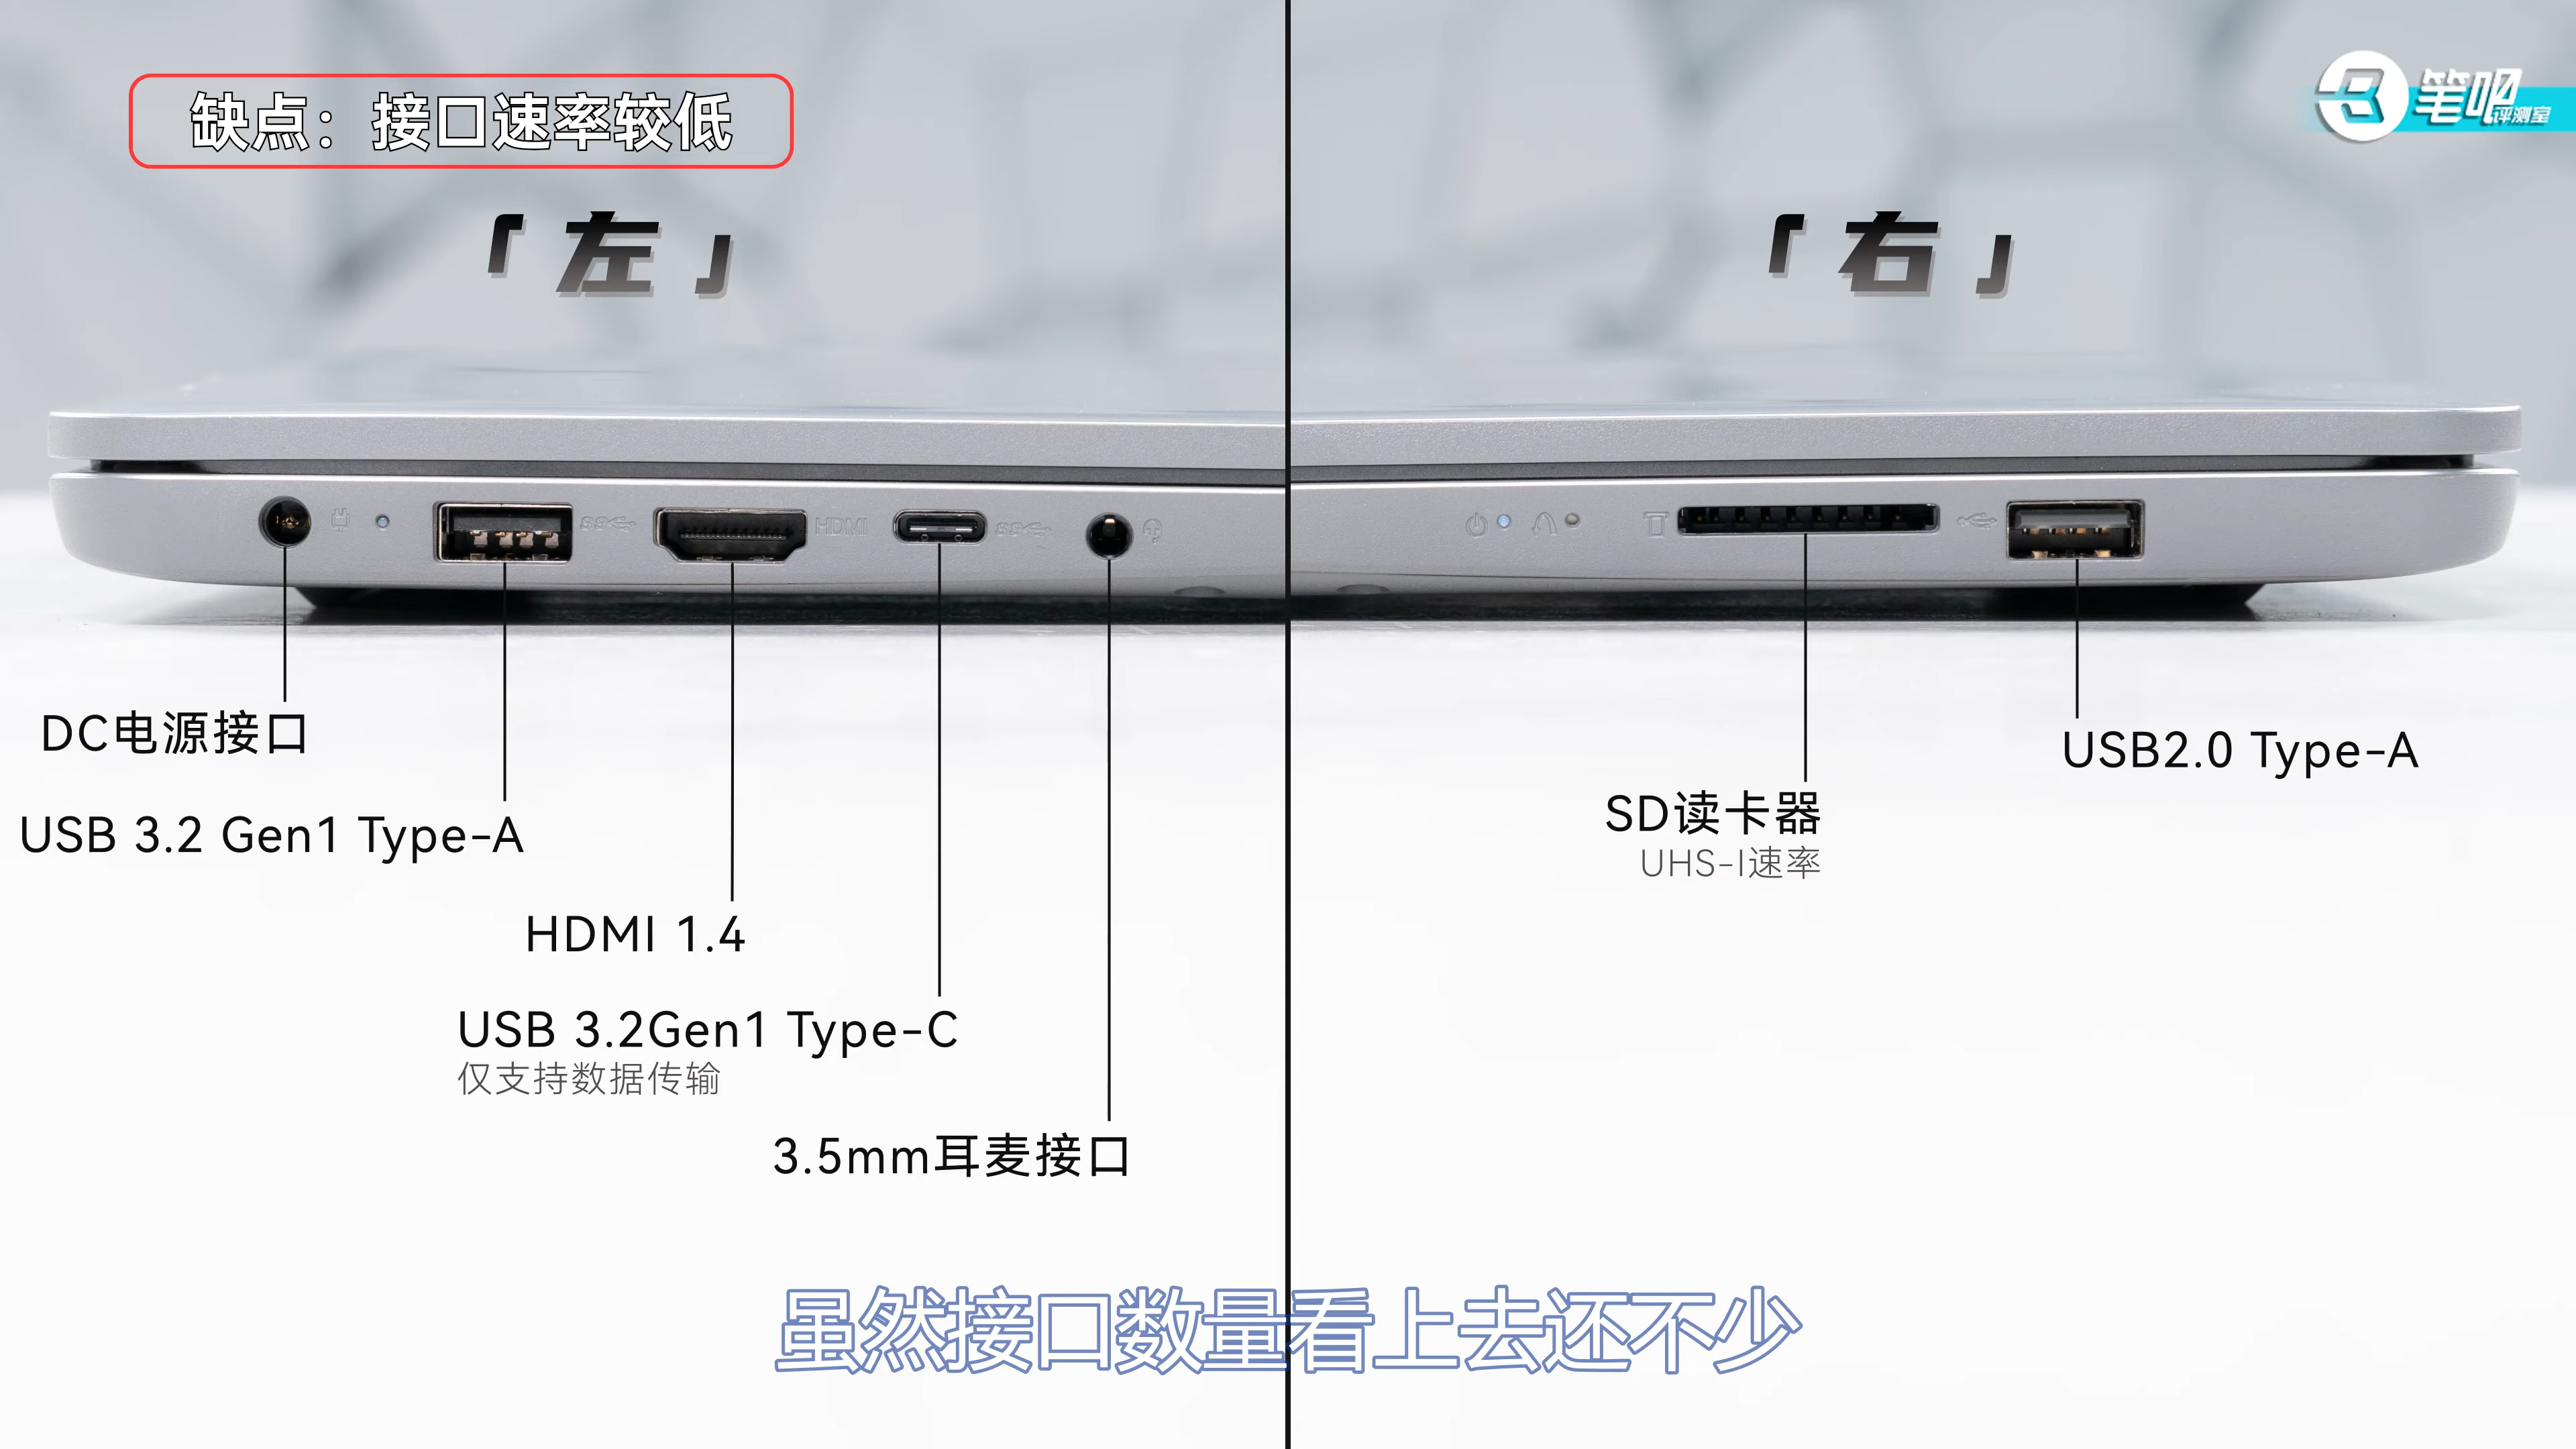 缺点：接口速率较低
笔吧评测室
「左」
「右」
HDMI
DC电源接口
USB 3.2 Gen1 Type-A
HDMI 1.4
USB 3.2Gen1 Type-C
仅支持数据传输
3.5mm耳麦接口
SD读卡器
UHS-I速率
USB2.0 Type-A
虽然接口数量看上去还不少